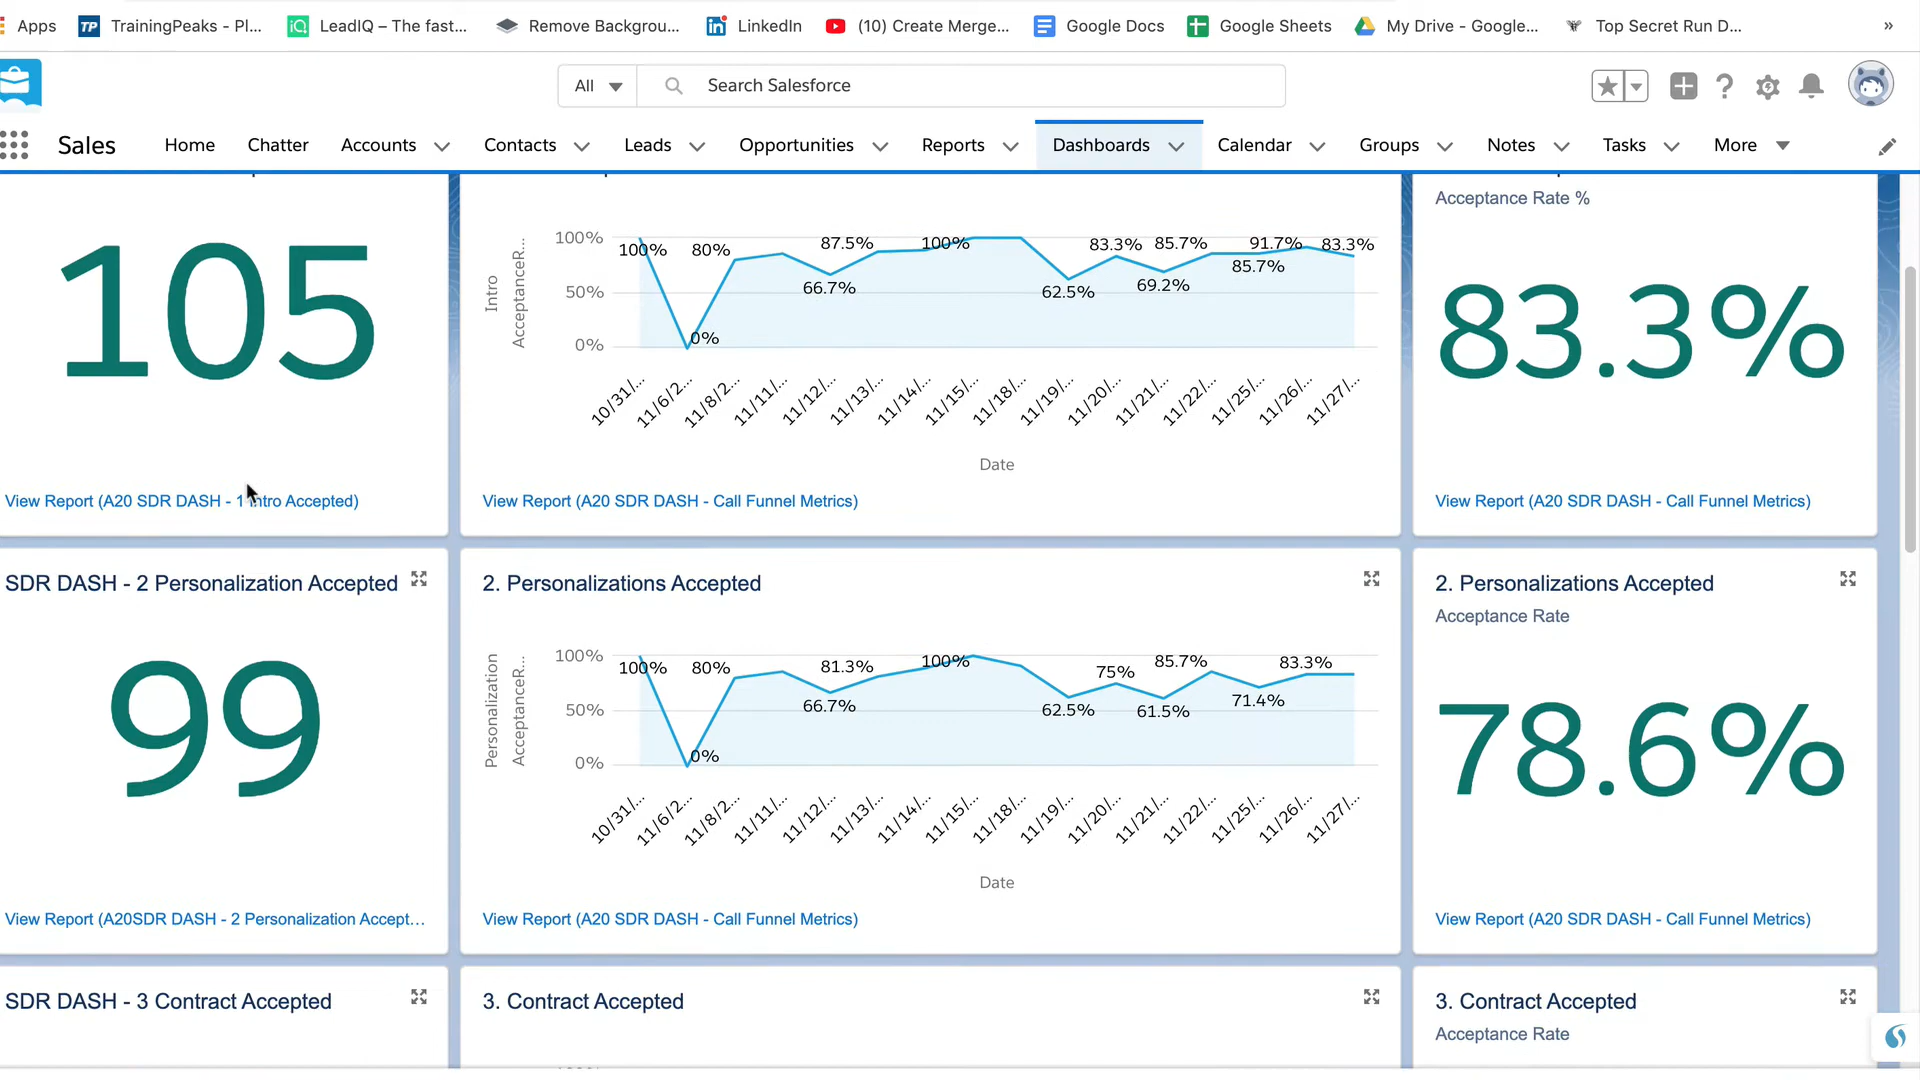 Apps TrainingPeaks - Pl... LeadIQ – The fast... Remove Backgrou... LinkedIn (10) Create Merge... Google Docs Google Sheets My Drive - Google... Top Secret Run D... »
All Search Salesforce
Sales Home Chatter Accounts Contacts Leads Opportunities Reports Dashboards Calendar Groups Notes Tasks More
105
Intro
AcceptanceR...
100%
50%
0%
100% 0% 80% 66.7% 87.5% 100% 62.5% 83.3% 69.2% 85.7% 85.7% 91.7% 83.3%
10/31/... 11/6/2... 11/8/2... 11/11/... 11/12/... 11/13/... 11/14/... 11/15/... 11/18/... 11/19/... 11/20/... 11/21/... 11/22/... 11/25/... 11/26/... 11/27/...
Date
Acceptance Rate %
83.3%
View Report (A20 SDR DASH - 1 Intro Accepted)
View Report (A20 SDR DASH - Call Funnel Metrics)
View Report (A20 SDR DASH - Call Funnel Metrics)
SDR DASH - 2 Personalization Accepted
99
View Report (A20SDR DASH - 2 Personalization Accept...
2. Personalizations Accepted
Personalization
AcceptanceR...
100%
50%
0%
100% 0% 80% 66.7% 81.3% 100% 62.5% 75% 61.5% 85.7% 71.4% 83.3%
10/31/... 11/6/2... 11/8/2... 11/11/... 11/12/... 11/13/... 11/14/... 11/15/... 11/18/... 11/19/... 11/20/... 11/21/... 11/22/... 11/25/... 11/26/... 11/27/...
Date
View Report (A20 SDR DASH - Call Funnel Metrics)
2. Personalizations Accepted
Acceptance Rate
78.6%
View Report (A20 SDR DASH - Call Funnel Metrics)
SDR DASH - 3 Contract Accepted
3. Contract Accepted
3. Contract Accepted
Acceptance Rate